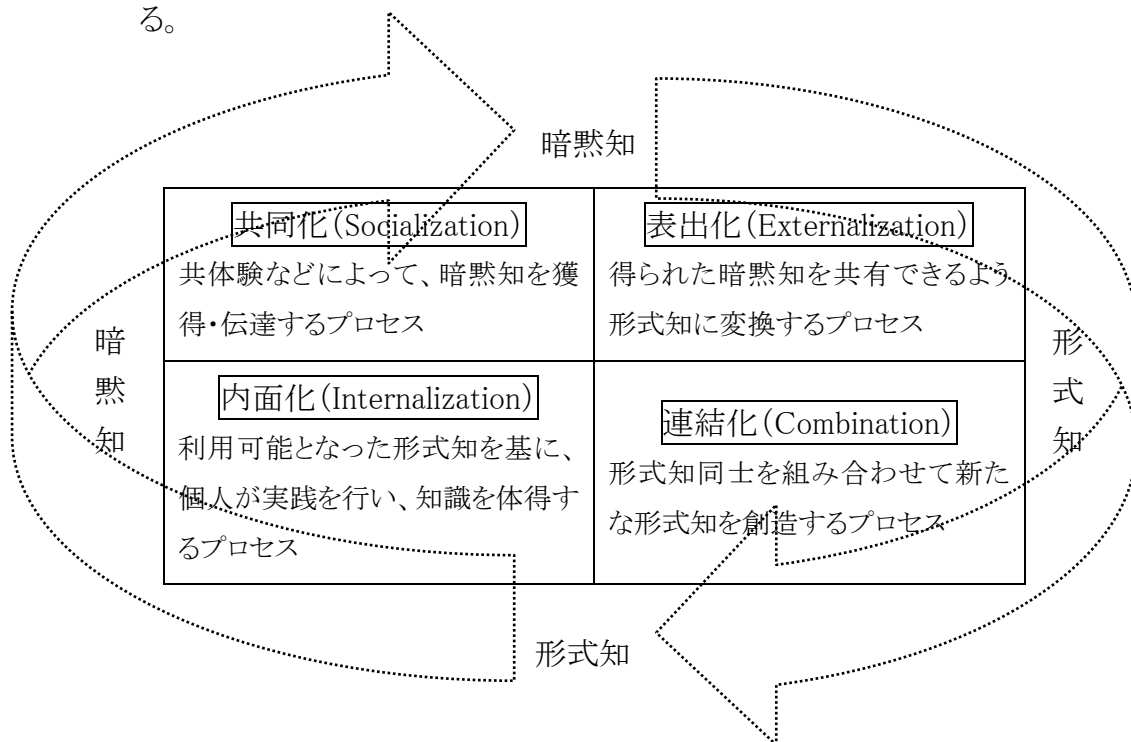 る。
暗黙知
共同化(Socialization)
共体験などによって、暗黙知を獲
得・伝達するプロセス
表出化(Externalization)
得られた暗黙知を共有できるよう
形式知に変換するプロセス
暗
黙
知
形
式
知
内面化(Internalization)
利用可能となった形式知を基に、
個人が実践を行い、知識を体得す
るプロセス
連結化(Combination)
形式知同士を組み合わせて新た
な形式知を創造するプロセス
形式知